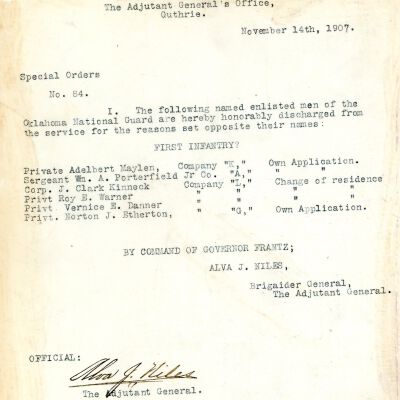 The Adjutant General's Office,
Guthrie.
November 14th, 1907.
Special Orders
No. 84.
I. The following named enlisted men of the
Oklahoma National Guard are hereby honorably discharged from
the service for the reasons set opposite their names:
FIRST INFANTRY?
Private Adelbert Maylen, Company "K," Own Application.
Sergeant Wm. A. Porterfield Jr Co. "A," " "
Corp. J. Clark Kinneck Company "L," Change of residence
Privt Roy E. Warner " " " "
Privt. Vernice E. Danner " " " "
Privt. Norton J. Etherton, " "G," Own Application.
BY COMMAND OF GOVERNOR FRANTZ;
ALVA J. NILES,
Brigaider General,
The Adjutant General.
OFFICIAL:
Alva J. Niles
The Adjutant General.